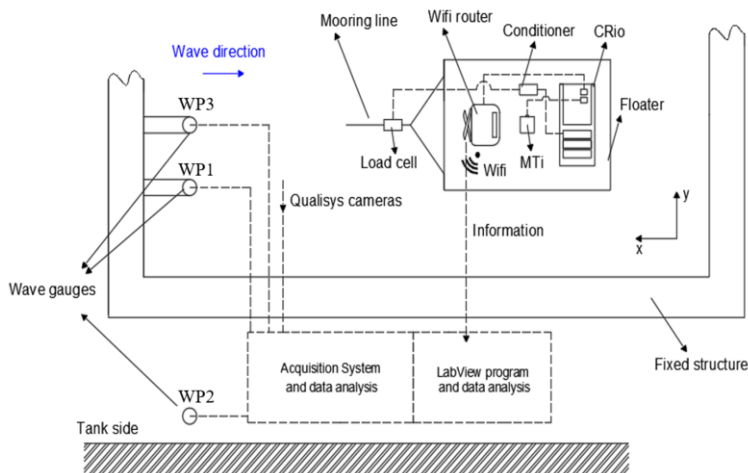 Mooring line
Wifi router
Conditioner
CRio
Wave direction
WP3
Floater
Load cell
Wifi
MTi
WP1
Qualisys cameras
y
Information
x
Wave gauges
Acquisition System
and data analysis
LabView program
and data analysis
Fixed structure
WP2
Tank side